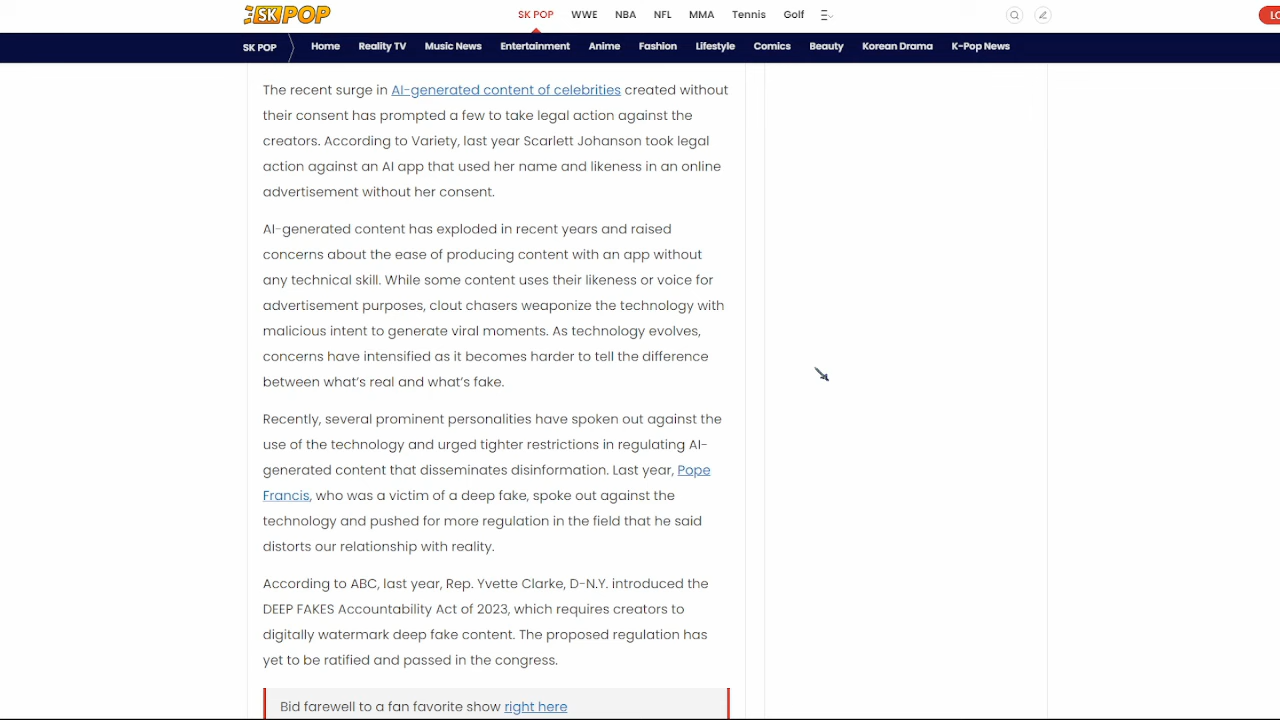 SK POP
SK POP WWE NBA NFL MMA Tennis Golf
SK POP Home Reality TV Music News Entertainment Anime Fashion Lifestyle Comics Beauty Korean Drama K-Pop News
The recent surge in AI-generated content of celebrities created without
their consent has prompted a few to take legal action against the
creators. According to Variety, last year Scarlett Johanson took legal
action against an AI app that used her name and likeness in an online
advertisement without her consent.
AI-generated content has exploded in recent years and raised
concerns about the ease of producing content with an app without
any technical skill. While some content uses their likeness or voice for
advertisement purposes, clout chasers weaponize the technology with
malicious intent to generate viral moments. As technology evolves,
concerns have intensified as it becomes harder to tell the difference
between what's real and what's fake.
Recently, several prominent personalities have spoken out against the
use of the technology and urged tighter restrictions in regulating AI-
generated content that disseminates disinformation. Last year, Pope
Francis, who was a victim of a deep fake, spoke out against the
technology and pushed for more regulation in the field that he said
distorts our relationship with reality.
According to ABC, last year, Rep. Yvette Clarke, D-N.Y. introduced the
DEEP FAKES Accountability Act of 2023, which requires creators to
digitally watermark deep fake content. The proposed regulation has
yet to be ratified and passed in the congress.
Bid farewell to a fan favorite show right here